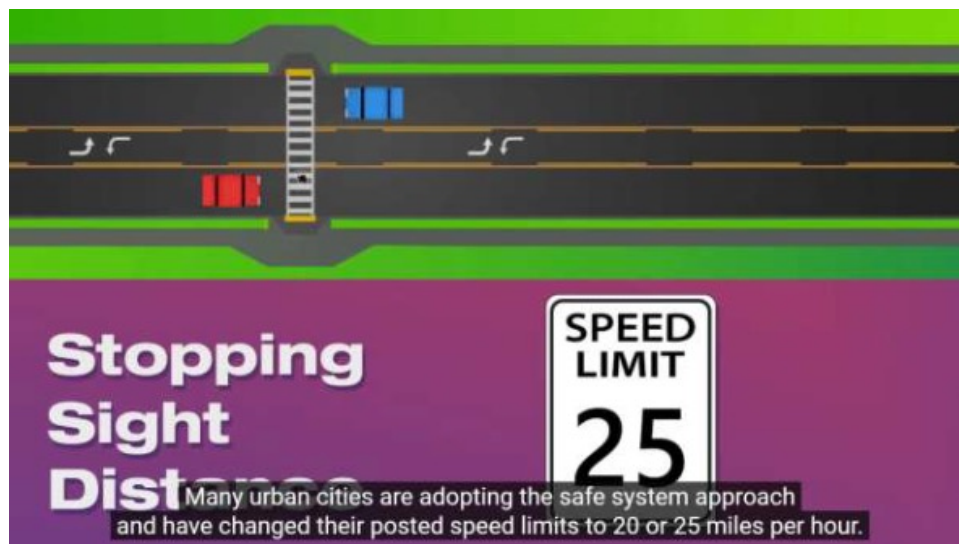 Stopping
Sight
Distance
SPEED
LIMIT
25
Many urban cities are adopting the safe system approach
and have changed their posted speed limits to 20 or 25 miles per hour.